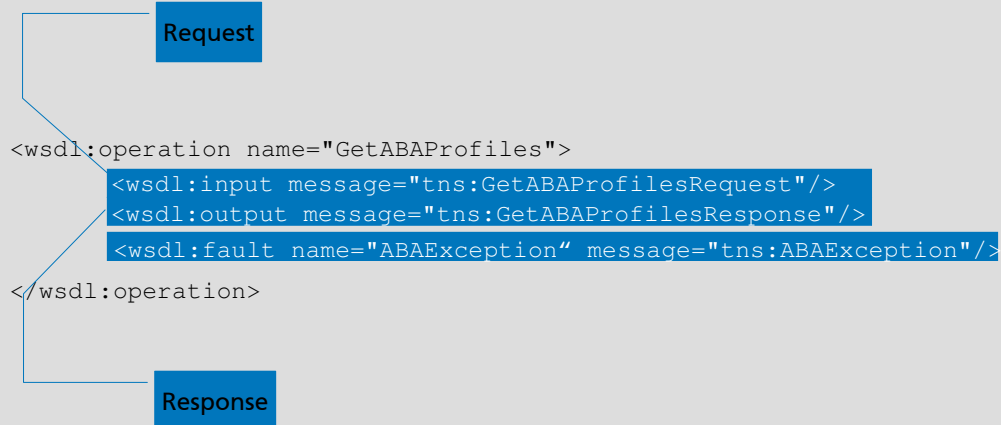 Request
<wsdl:operation name="GetABAProfiles">
<wsdl:input message="tns:GetABAProfilesRequest"/>
<wsdl:output message="tns:GetABAProfilesResponse"/>
<wsdl:fault name="ABAException“ message="tns:ABAException"/>
</wsdl:operation>
Response